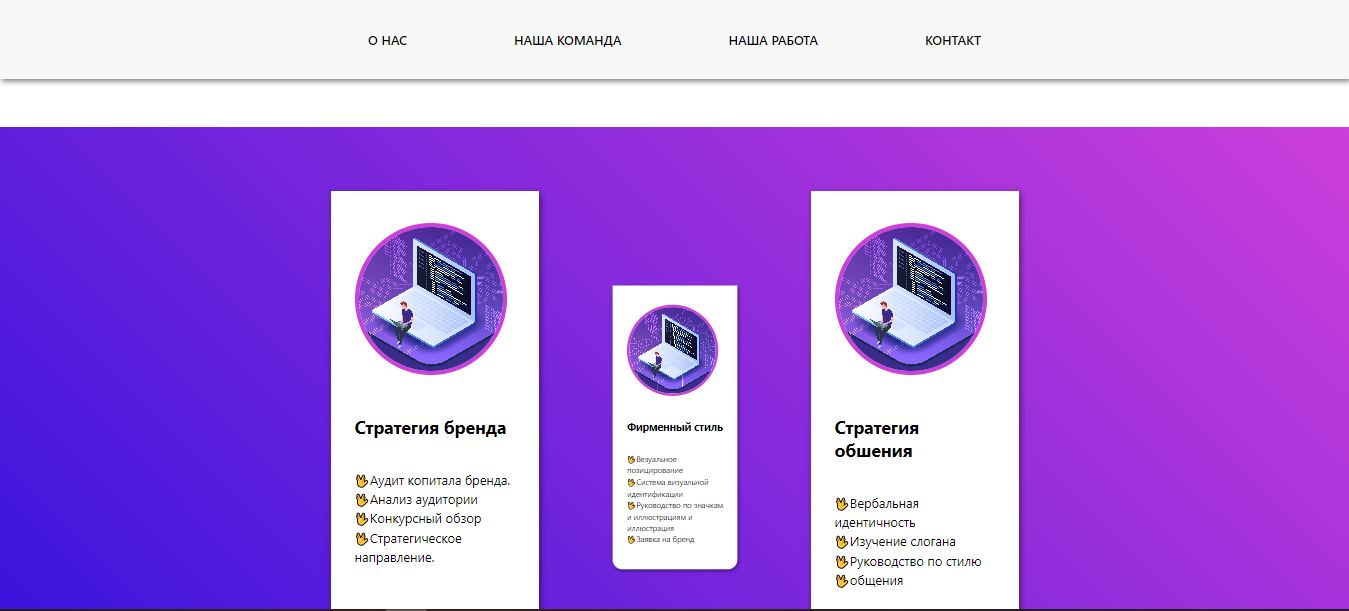 О НАС
НАША КОМАНДА
НАША РАБОТА
КОНТАКТ
Стратегия бренда
🖖Аудит копитала бренда.
🖖Анализ аудитории
🖖Конкурсный обзор
🖖Стратегическое
направление.
Фирменный стиль
🖖Везуальное
позицирование
🖖Система визуальной
идентификации
🖖Руководство по значкам
и иллюстрациям и
иллюстрация
🖖Заявка на бренд
Стратегия
обшения
🖖Вербальная
идентичность
🖖Изучение слогана
🖖Руководство по стилю
🖖общения